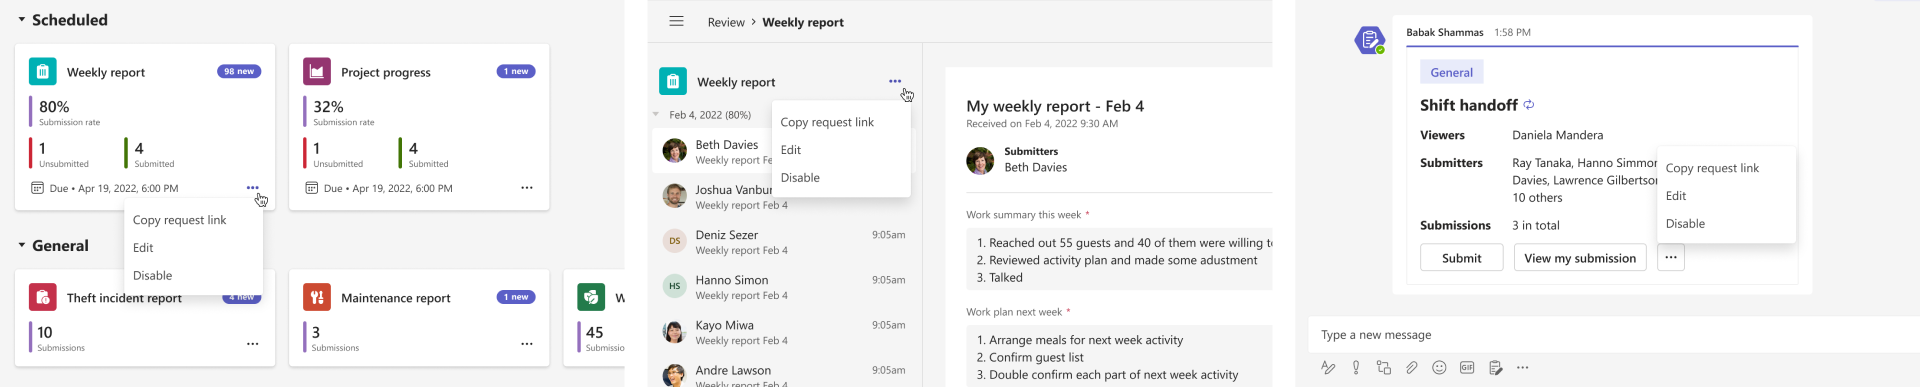 Scheduled
Weekly report
98 new
80%
Submission rate
1
Unsubmitted
4
Submitted
Due • Apr 19, 2022, 6:00 PM
Project progress
1 new
32%
Submission rate
1
Unsubmitted
4
Submitted
Due • Apr 19, 2022, 6:00 PM
Copy request link
Edit
Disable
General
Theft incident report
4 new
10
Submissions
Maintenance report
1 new
3
Submissions
W
45
Submissio
Review > Weekly report
Weekly report
Feb 4, 2022 (80%)
Copy request link
Edit
Disable
Beth Davies
Weekly report Fe
Joshua Vanbur
Weekly report Feb 4
DS
Deniz Sezer
9:05am
Weekly report Feb 4
HS
Hanno Simon
9:05am
Weekly report Feb 4
Kayo Miwa
9:05am
Weekly report Feb 4
Andre Lawson
9:05am
Weekly report Feb 4
My weekly report - Feb 4
Received on Feb 4, 2022 9:30 AM
Submitters
Beth Davies
Work summary this week *
1. Reached out 55 guests and 40 of them were willing t
2. Reviewed activity plan and made some adustment
3. Talked
Work plan next week *
1. Arrange meals for next week activity
2. Confirm guest list
3. Double confirm each part of next week activity
Babak Shammas 1:58 PM
General
Shift handoff
Viewers
Daniela Mandera
Submitters
Ray Tanaka, Hanno Simmor
Davies, Lawrence Gilbertso
10 others
Submissions
3 in total
Copy request link
Edit
Disable
Submit
View my submission
Type a new message
GIF